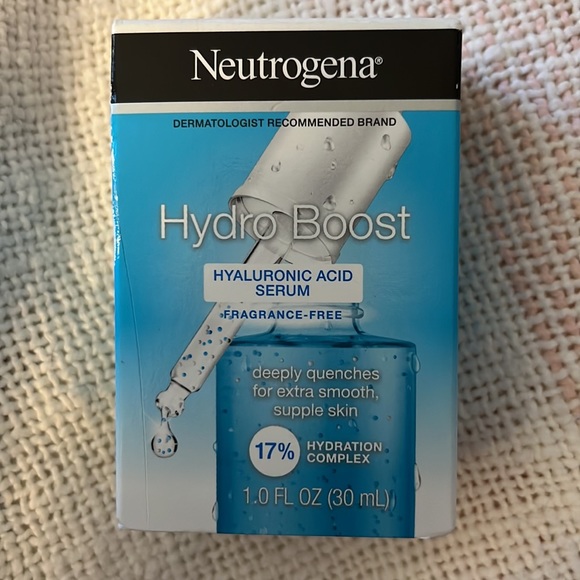 Neutrogena®
DERMATOLOGIST RECOMMENDED BRAND
Hydro Boost
HYALURONIC ACID
SERUM
FRAGRANCE-FREE
deeply quenches
for extra smooth,
supple skin
17% HYDRATION
COMPLEX
1.0 FL OZ (30 mL)